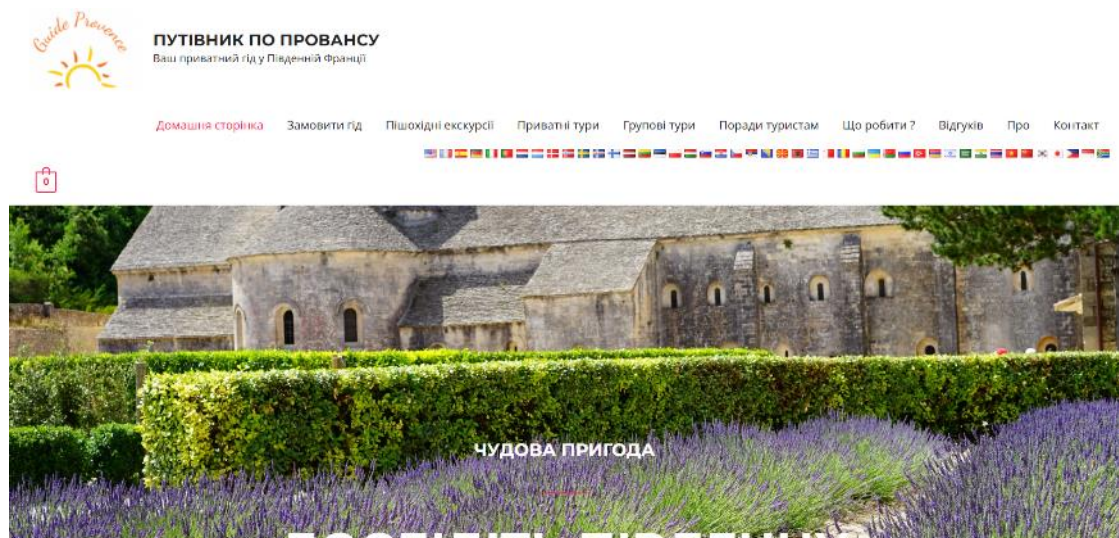 Guide Provence
ПУТІВНИК ПО ПРОВАНСУ
Ваш приватний гід у Південній Франції
Домашня сторінка Замовити гід Пішохідні екскурсії Приватні тури Групові тури Поради туристам Що робити ? Відгуків Про Контакт
0
ЧУДОВА ПРИГОДА